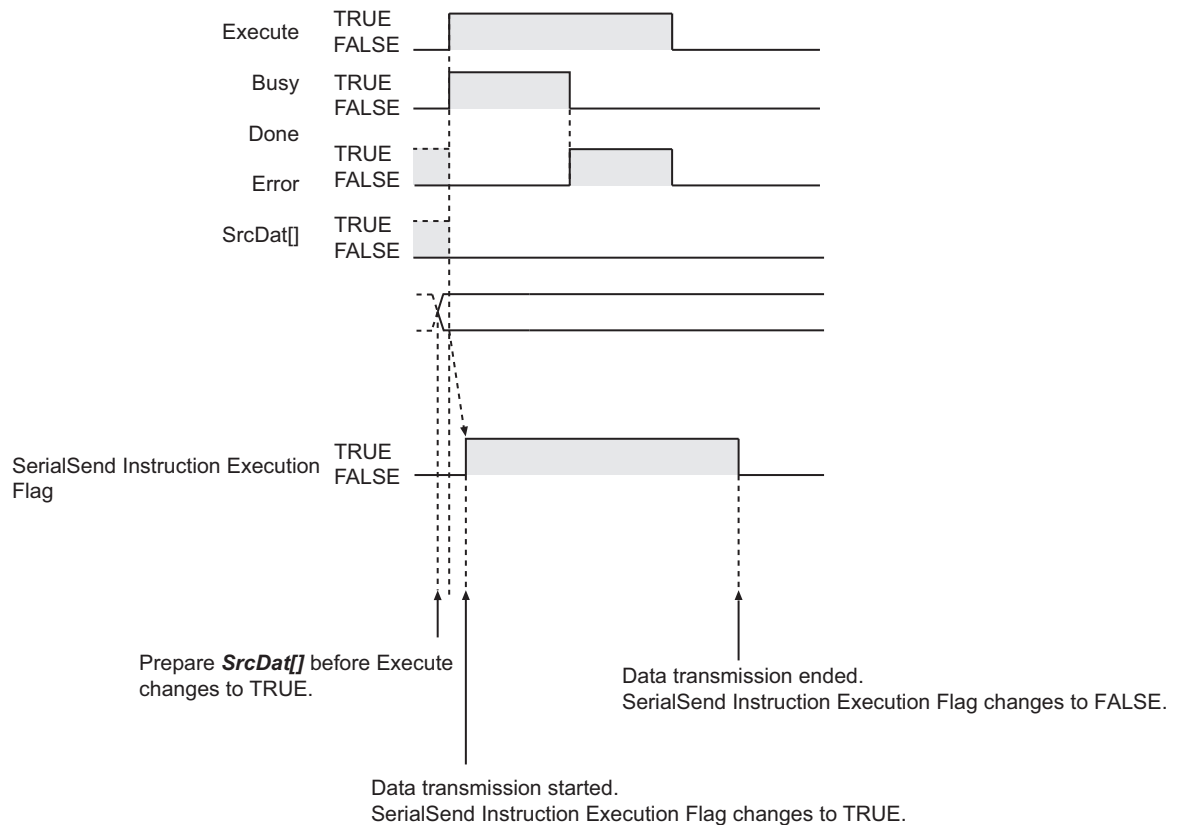 Execute TRUE
FALSE
Busy TRUE
FALSE
Done
TRUE
Error FALSE
SrcDat[] TRUE
FALSE
SerialSend Instruction Execution TRUE
Flag FALSE
Prepare SrcDat[] before Execute
changes to TRUE.
Data transmission ended.
SerialSend Instruction Execution Flag changes to FALSE.
Data transmission started.
SerialSend Instruction Execution Flag changes to TRUE.